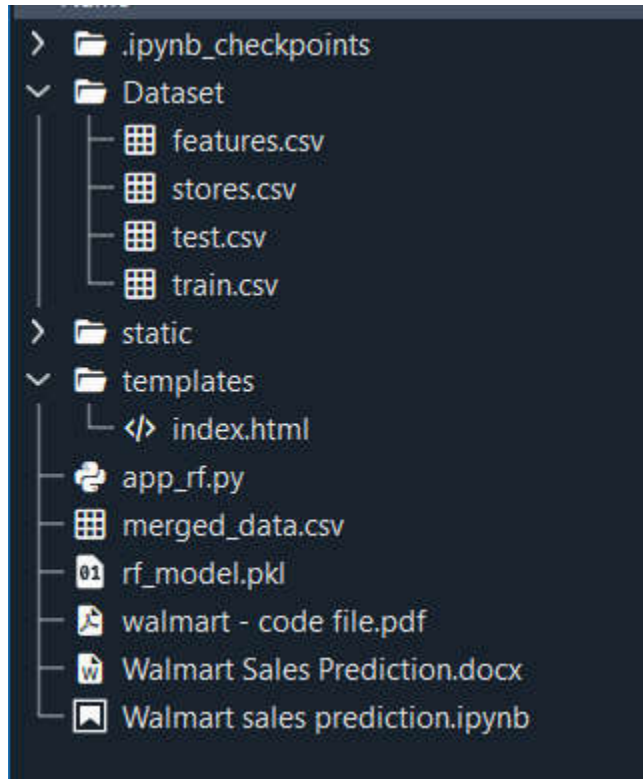 .ipynb_checkpoints
Dataset
features.csv
stores.csv
test.csv
train.csv
static
templates
index.html
app_rf.py
merged_data.csv
rf_model.pkl
walmart - code file.pdf
Walmart Sales Prediction.docx
Walmart sales prediction.ipynb